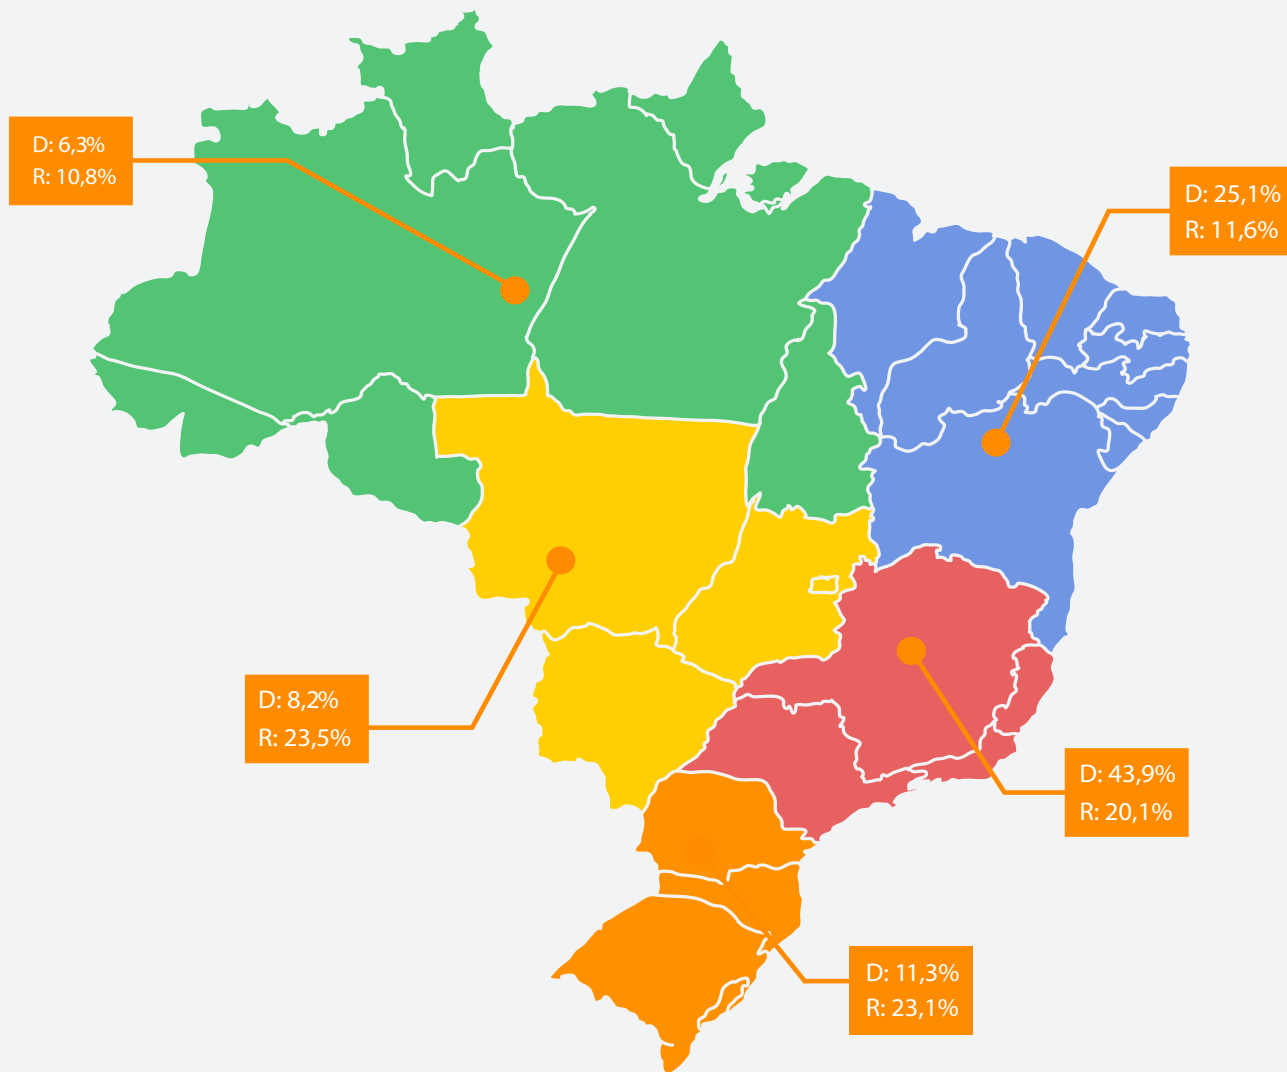 D: 6,3%
R: 10,8%
D: 25,1%
R: 11,6%
D: 8,2%
R: 23,5%
D: 43,9%
R: 20,1%
D: 11,3%
R: 23,1%